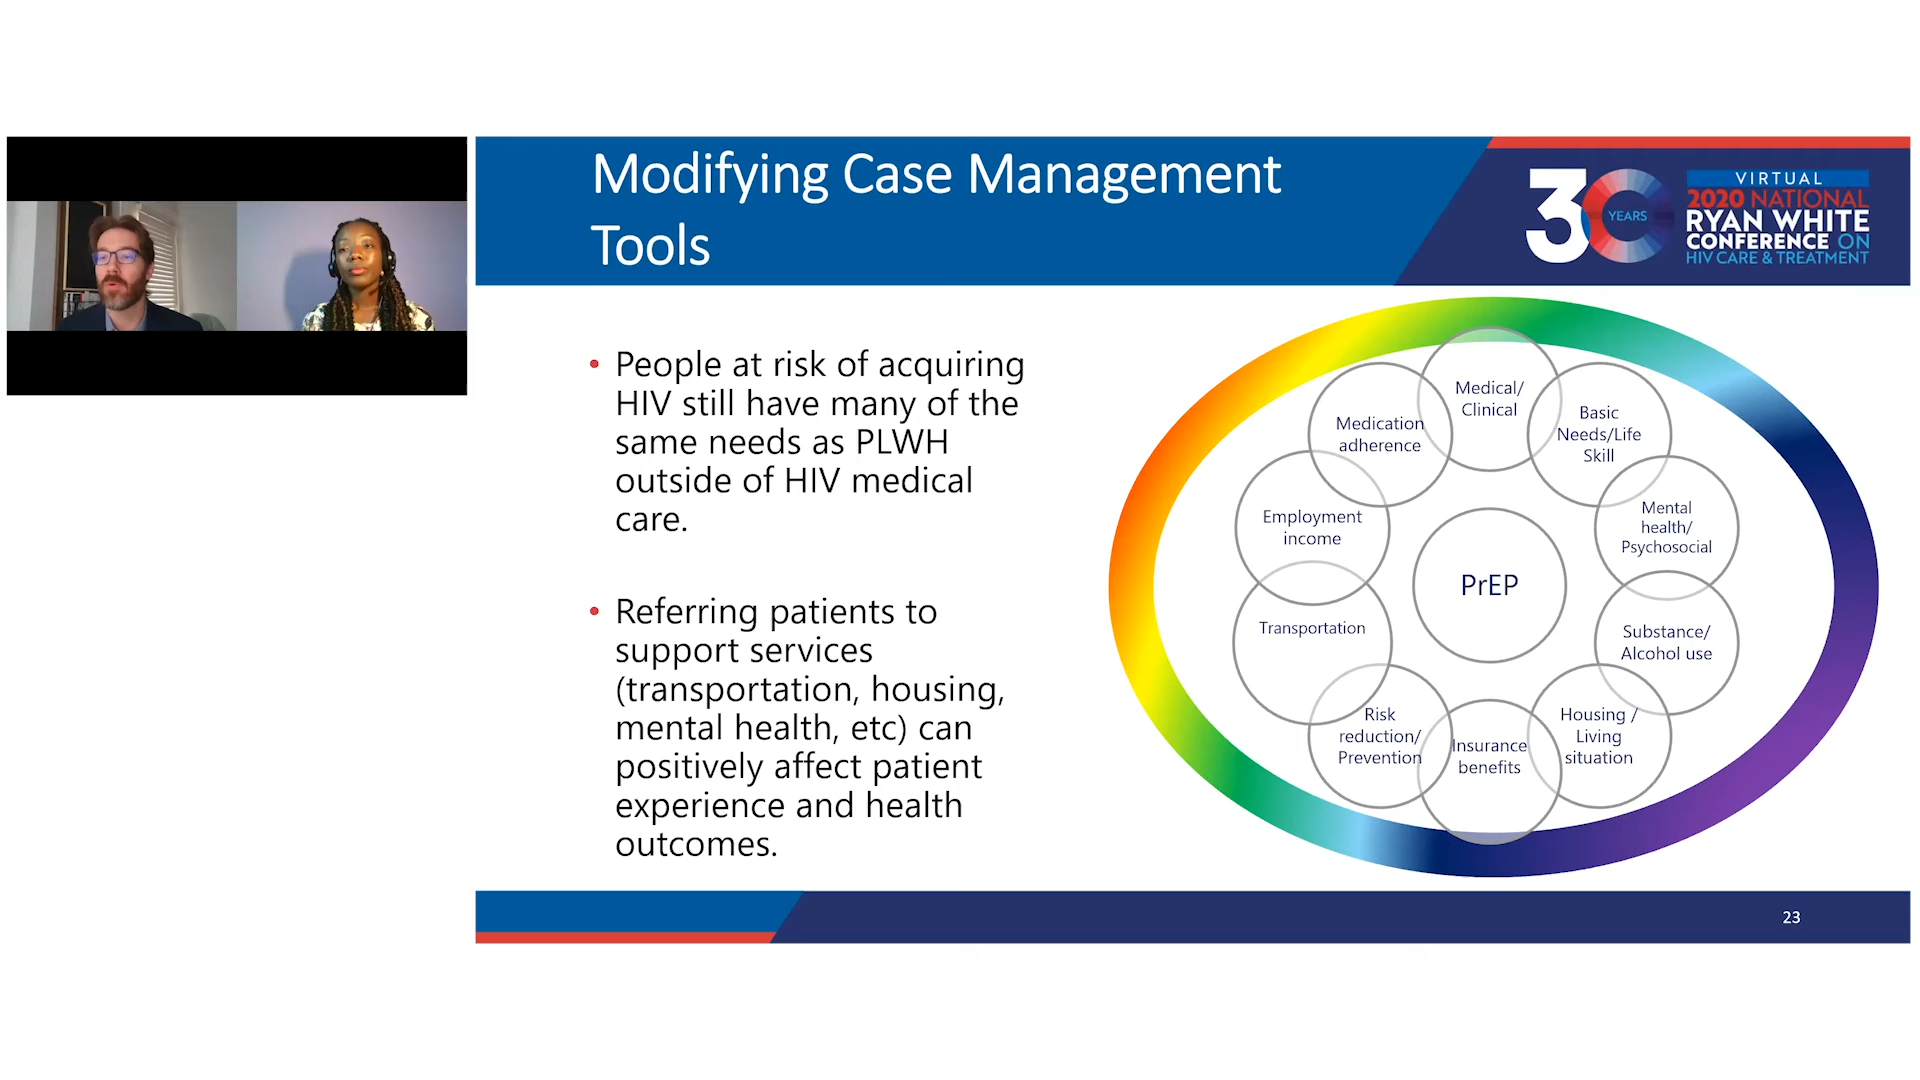 Modifying Case Management
Tools
30
YEARS
VIRTUAL
2020 NATIONAL
RYAN WHITE
CONFERENCE ON
HIV CARE & TREATMENT
• People at risk of acquiring
HIV still have many of the
same needs as PLWH
outside of HIV medical
care.
• Referring patients to
support services
(transportation, housing,
mental health, etc) can
positively affect patient
experience and health
outcomes.
Medical/
Clinical
Basic
Needs/Life
Skill
Mental
health/
Psychosocial
Substance/
Alcohol use
Housing /
Living
situation
Insurance
benefits
Risk
reduction/
Prevention
Transportation
Employment
income
Medication
adherence
PrEP
23